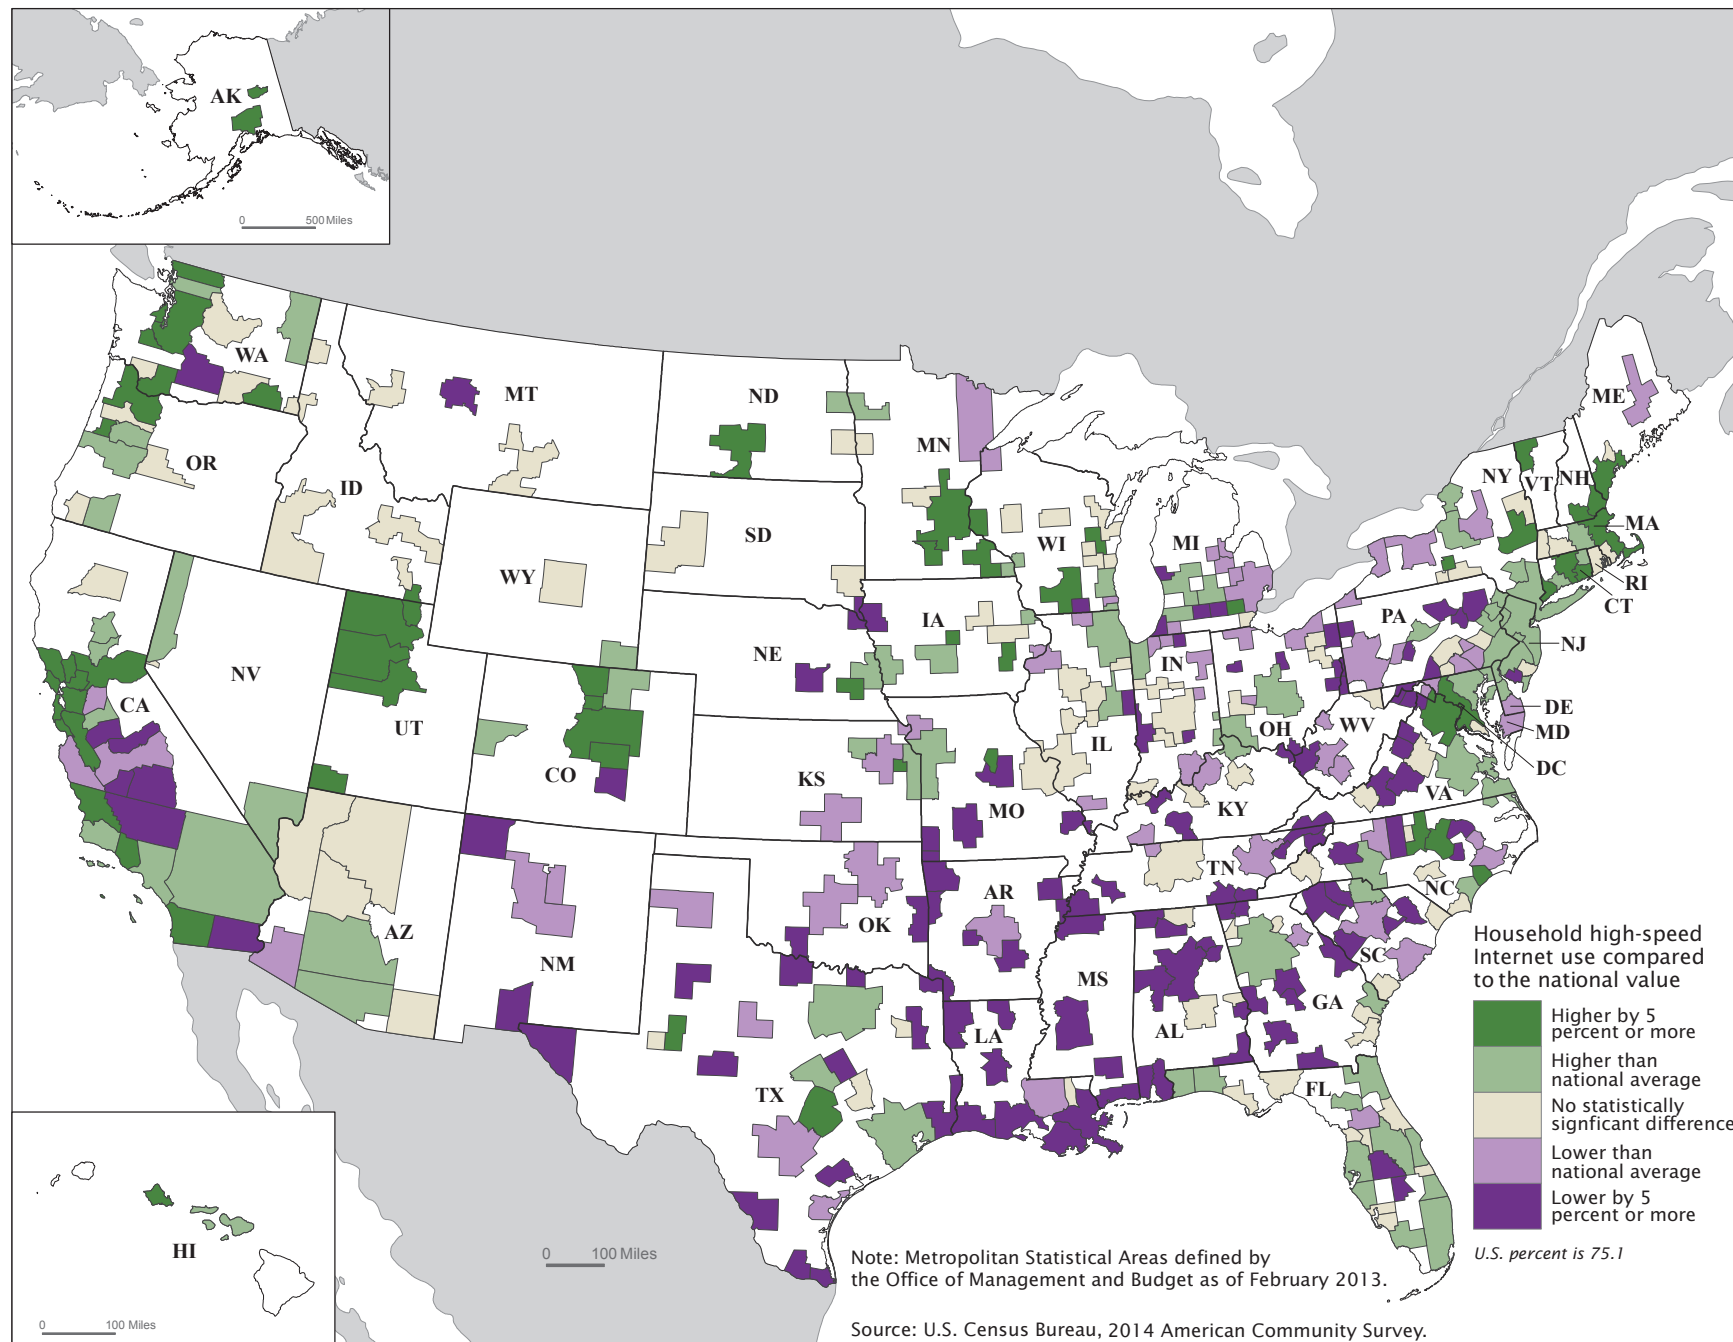 AK
0 500 Miles
WA
MT
ND
MN
ME
OR
ID
SD
WI
MI
NY
VT
NH
MA
WY
RI
CT
IA
PA
NJ
NV
NE
IN
CA
UT
CO
IL
OH
WV
DE
MD
DC
KS
MO
KY
VA
AZ
NM
OK
AR
TN
NC
MS
AL
GA
SC
LA
TX
FL
HI
0 100 Miles
0 100 Miles
Household high-speed
Internet use compared
to the national value
Higher by 5
percent or more
Higher than
national average
No statistically
signficant difference
Lower than
national average
Lower by 5
percent or more
U.S. percent is 75.1
Note: Metropolitan Statistical Areas defined by
the Office of Management and Budget as of February 2013.
Source: U.S. Census Bureau, 2014 American Community Survey.